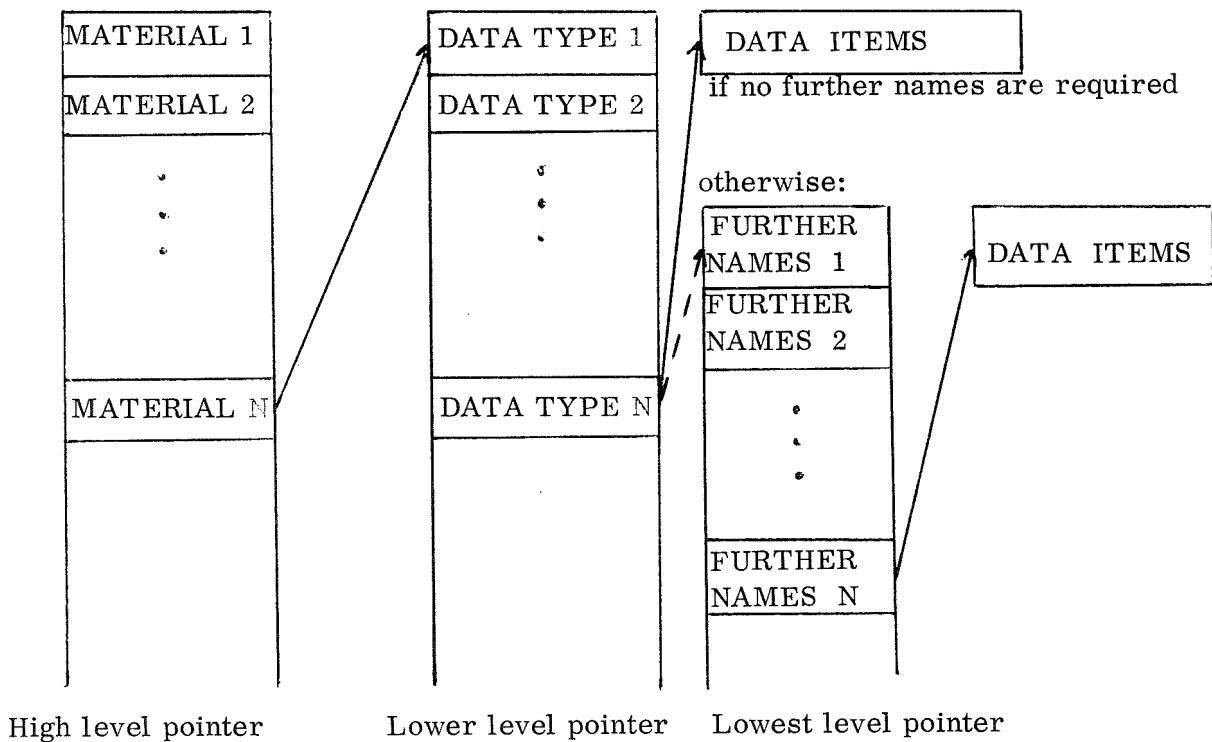 MATERIAL 1
MATERIAL 2
MATERIAL N
High level pointer
DATA TYPE 1
DATA TYPE 2
DATA TYPE N
Lower level pointer
DATA ITEMS
if no further names are required
otherwise:
FURTHER
NAMES 1
FURTHER
NAMES 2
FURTHER
NAMES N
Lowest level pointer
DATA ITEMS